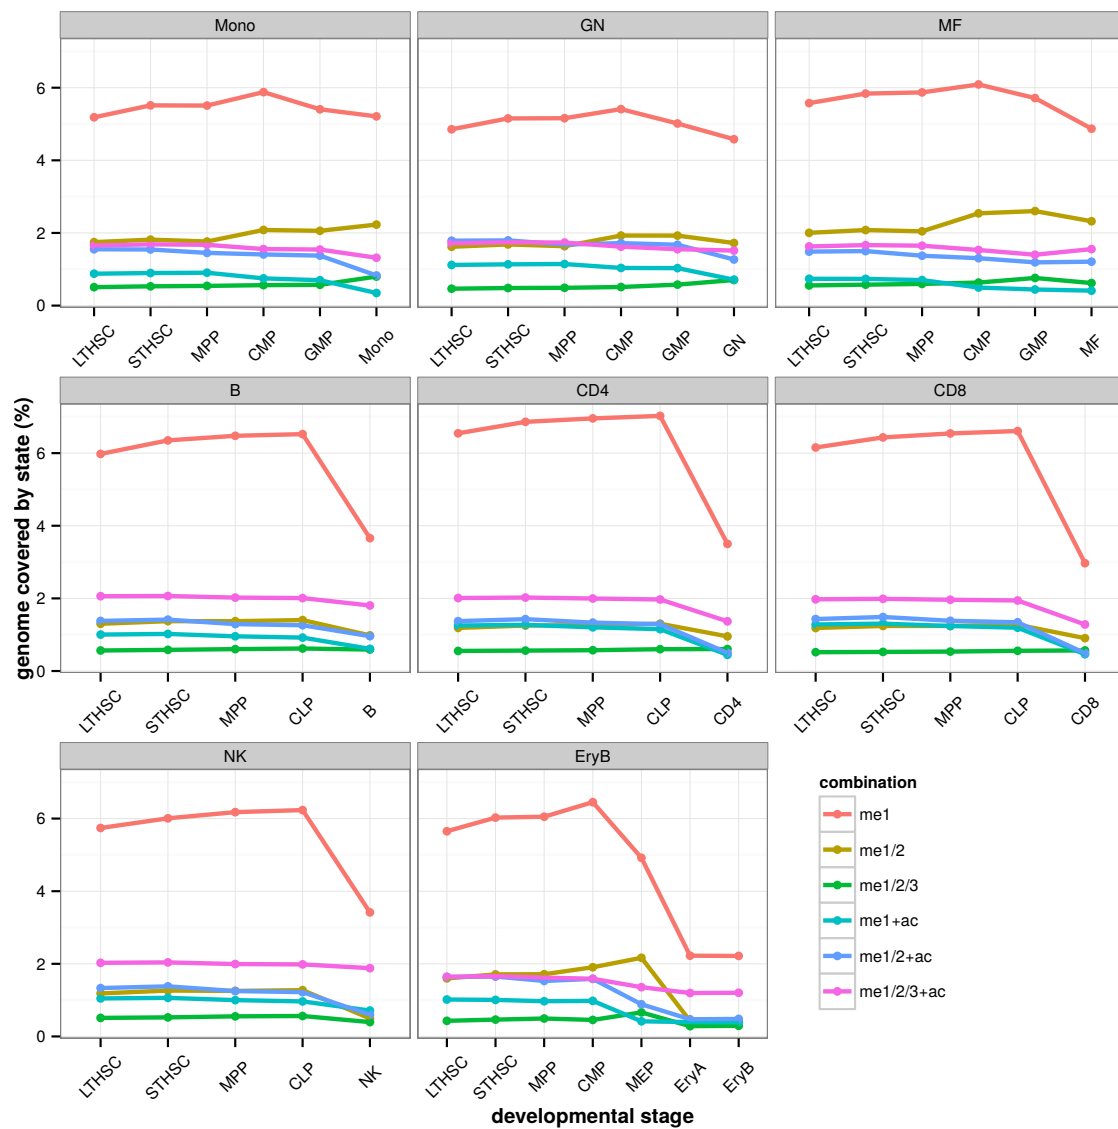 Mono GN MF
6
4
2
0
LTHSC STHSC MPP CMP GMP Mono LTHSC STHSC MPP CMP GMP GN LTHSC STHSC MPP CMP GMP MF
B CD4 CD8
genome covered by state (%)
6
4
2
0
LTHSC STHSC MPP CLP B LTHSC STHSC MPP CLP CD4 LTHSC STHSC MPP CLP CD8
NK EryB
6
4
2
0
LTHSC STHSC MPP CLP NK LTHSC STHSC MPP CMP MEP EryA EryB
developmental stage
combination
me1
me1/2
me1/2/3
me1+ac
me1/2+ac
me1/2/3+ac